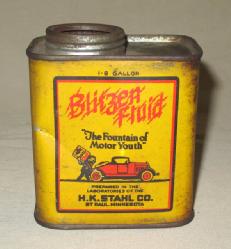 1-8 GALLON
Blitzen
Fluid
"The Fountain of
Motor Youth"
PREPARED IN THE
LABORATORIES OF THE
H.K. STAHL CO.
ST PAUL, MINNESOTA